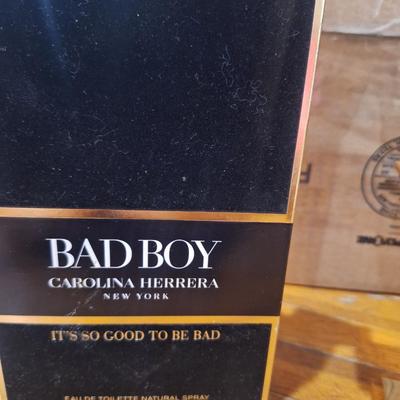 BAD BOY
CAROLINA HERRERA
NEW YORK
IT'S SO GOOD TO BE BAD
EAU DE TOILETTE NATURAL SPRAY